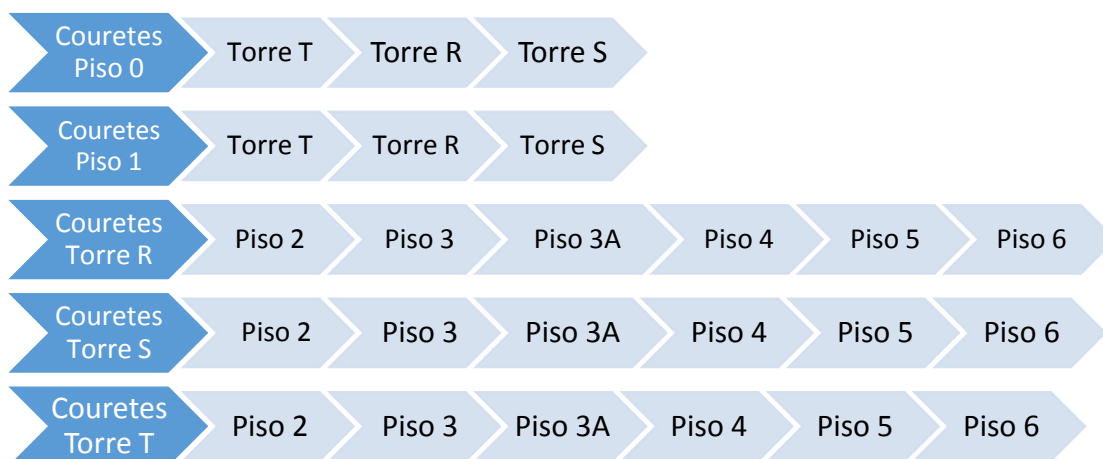 Couretes
Piso 0
Torre T
Torre R
Torre S
Couretes
Piso 1
Torre T
Torre R
Torre S
Couretes
Torre R
Piso 2
Piso 3
Piso 3A
Piso 4
Piso 5
Piso 6
Couretes
Torre S
Piso 2
Piso 3
Piso 3A
Piso 4
Piso 5
Piso 6
Couretes
Torre T
Piso 2
Piso 3
Piso 3A
Piso 4
Piso 5
Piso 6